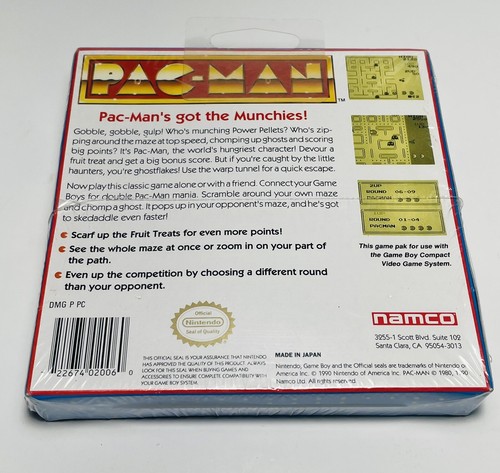 PAC-MAN
TM
Pac-Man's got the Munchies!
Gobble, gobble, gulp! Who's munching Power Pellets? Who's zip-
ping around the maze at top speed, chomping up ghosts and scoring
big points? It's Pac-Man, the world's hungriest character! Devour a
fruit treat and get a big bonus score. But if you're caught by the little
haunters, you're ghostflakes! Use the warp tunnel for a quick escape.
Now play this classic game alone or with a friend. Connect your Game
Boys for double Pac-Man mania. Scramble around your own maze
and chomp a ghost. It pops up in your opponent's maze, and he's got
to skedaddle even faster!
Scarf up the Fruit Treats for even more points!
See the whole maze at once or zoom in on your part of
the path.
Even up the competition by choosing a different round
than your opponent.
2UP
ROUND 06-09
PACMAN
ROUND 01-04
PACMAN
This game pak for use with
the Game Boy Compact
Video Game System.
DMG P PC
22674 02006 0
Official
Nintendo
Seal of Quality
namco
3255-1 Scott Blvd. Suite 102
Santa Clara, CA 95054-3013
THIS OFFICIAL SEAL IS YOUR ASSURANCE THAT NINTENDO
HAS APPROVED THE QUALITY OF THIS PRODUCT. ALWAYS
LOOK FOR THIS SEAL WHEN BUYING GAMES AND
ACCESSORIES TO ENSURE COMPLETE COMPATIBILITY WITH
YOUR GAME BOY SYSTEM.
MADE IN JAPAN
Nintendo, Game Boy and the Official seals are trademarks of Nintendo of
America Inc. © 1990 Nintendo of America Inc. PAC-MAN © 1980, 1990
Namco Ltd. All rights reserved.